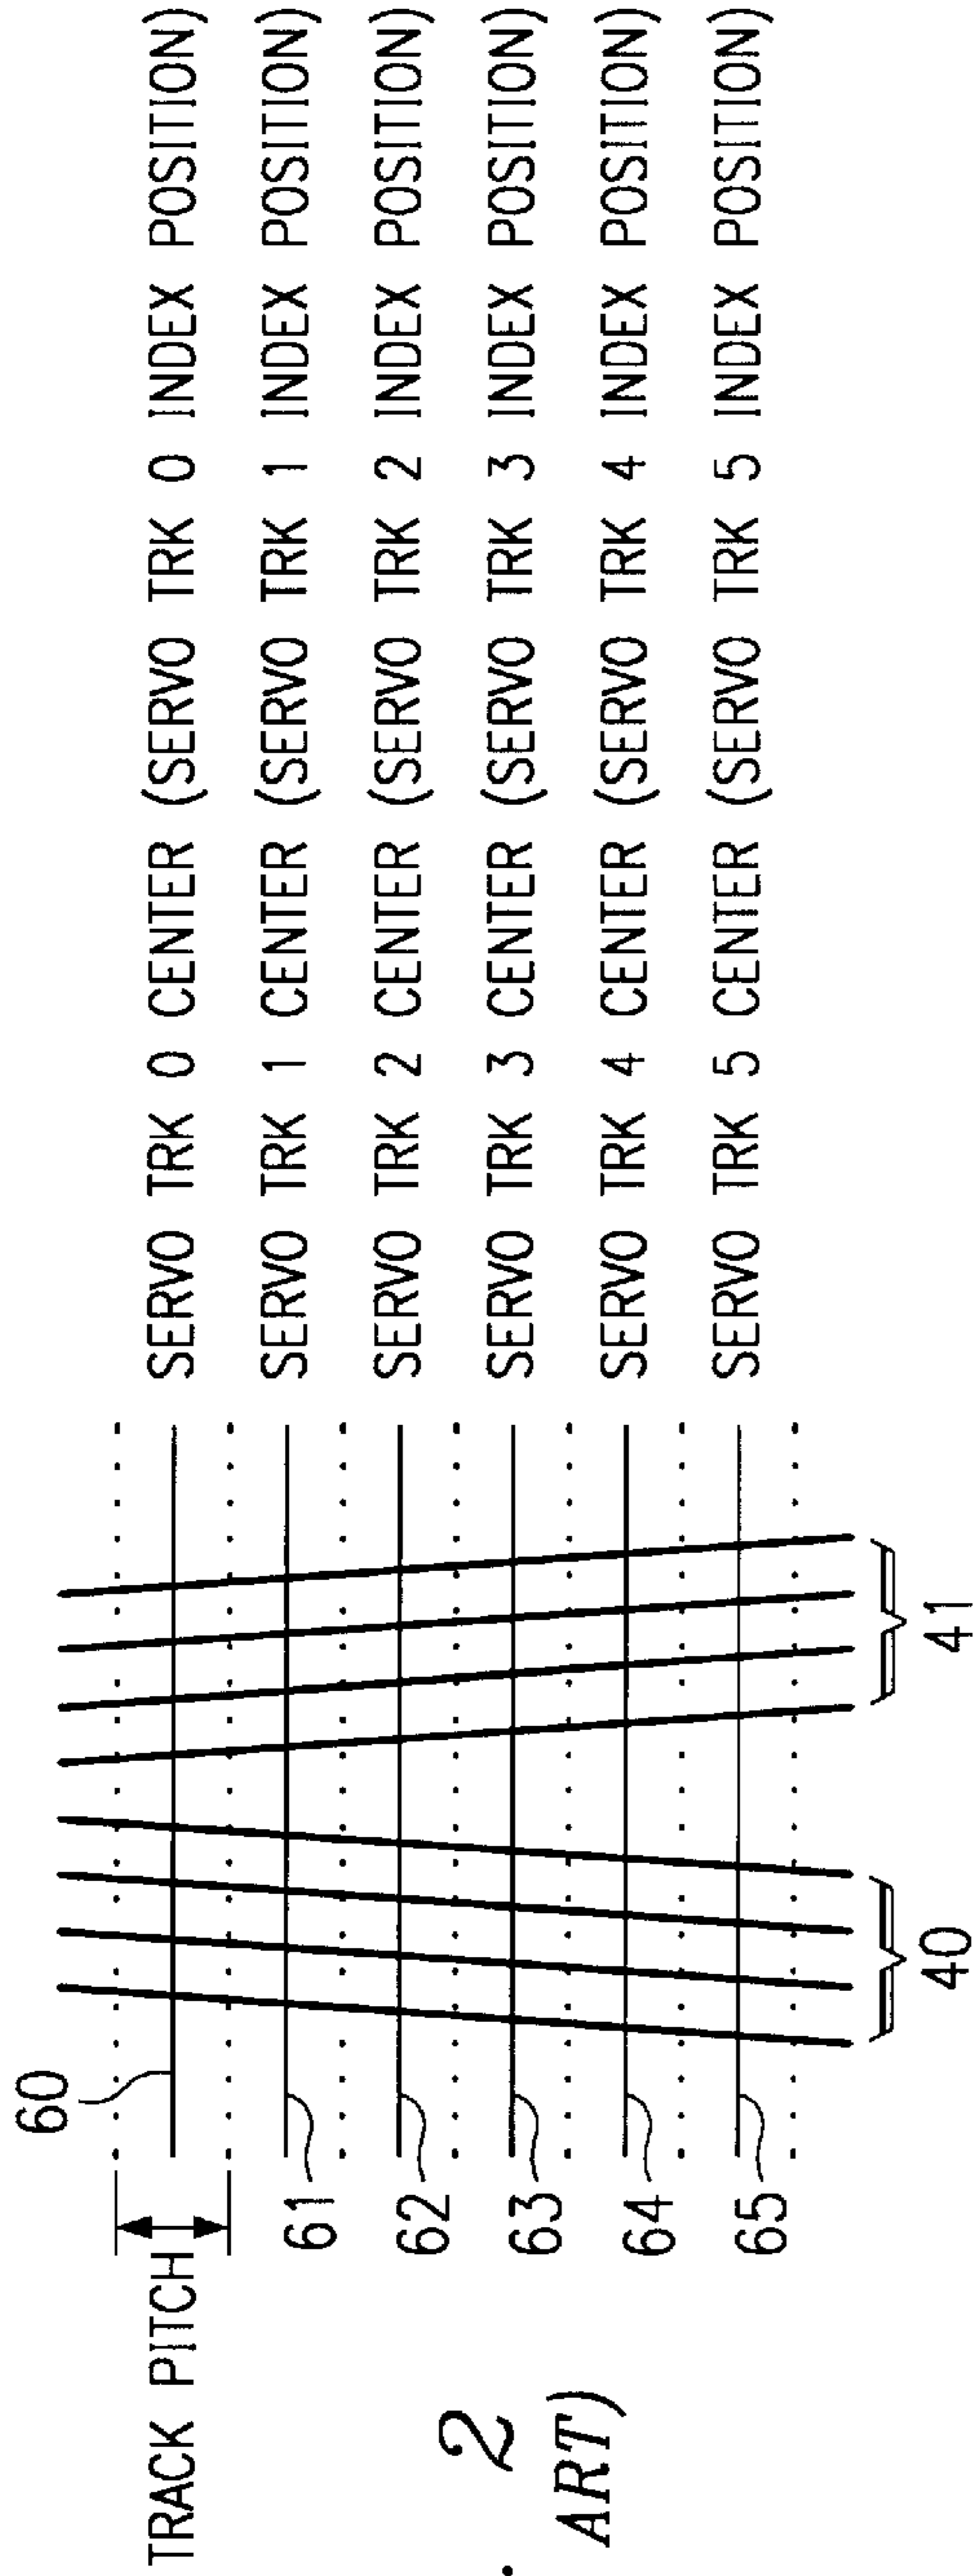 60
TRACK PITCH
61
62
63
64
65
40
41
SERVO TRK 0 CENTER (SERVO TRK 0 INDEX POSITION)
SERVO TRK 1 CENTER (SERVO TRK 1 INDEX POSITION)
SERVO TRK 2 CENTER (SERVO TRK 2 INDEX POSITION)
SERVO TRK 3 CENTER (SERVO TRK 3 INDEX POSITION)
SERVO TRK 4 CENTER (SERVO TRK 4 INDEX POSITION)
SERVO TRK 5 CENTER (SERVO TRK 5 INDEX POSITION)
. 2
ART)